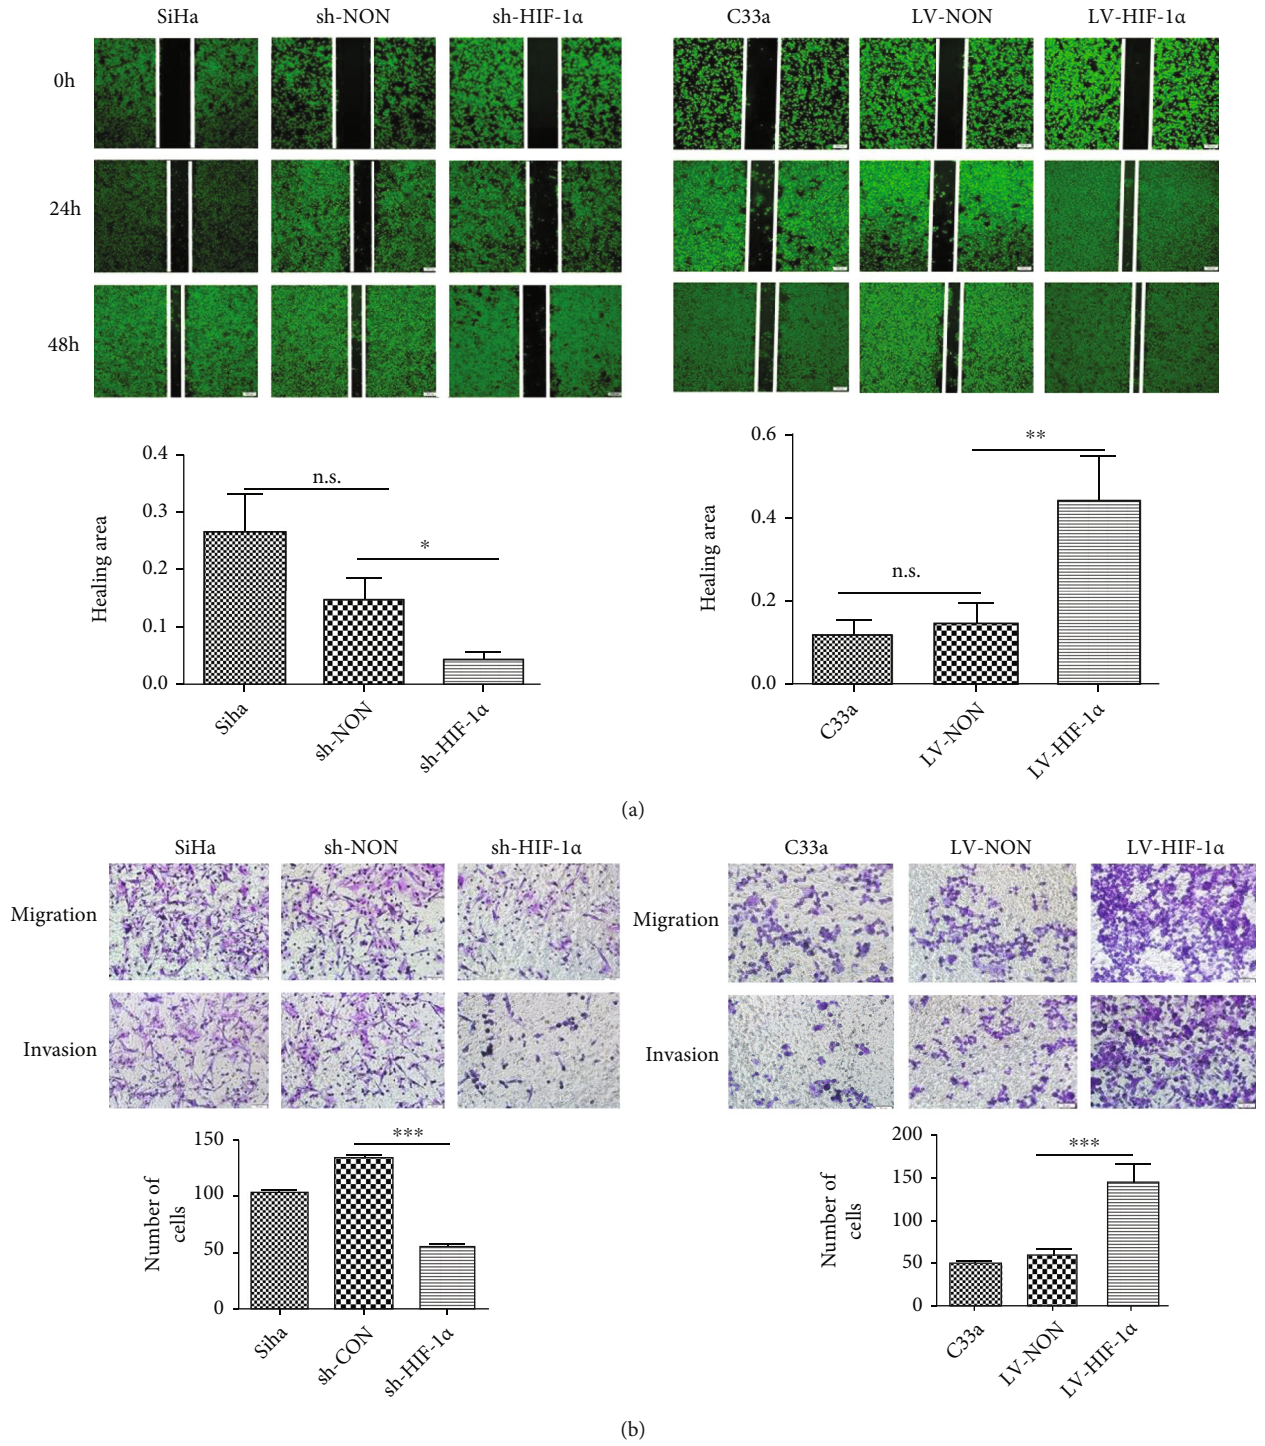 SiHa sh-NON sh-HIF-1α C33a LV-NON LV-HIF-1α
0h
24h
48h
0.4
0.3
0.2
0.1
0.0
Healing area
n.s.
*
Siha
sh-NON
sh-HIF-1α
0.6
0.4
0.2
0.0
Healing area
n.s.
**
C33a
LV-NON
LV-HIF-1α
(a)
SiHa sh-NON sh-HIF-1α C33a LV-NON LV-HIF-1α
Migration
Migration
Invasion
Invasion
150
100
50
0
Number of
cells
***
Siha
sh-CON
sh-HIF-1α
200
150
100
50
0
Number of
cells
***
C33a
LV-NON
LV-HIF-1α
(b)